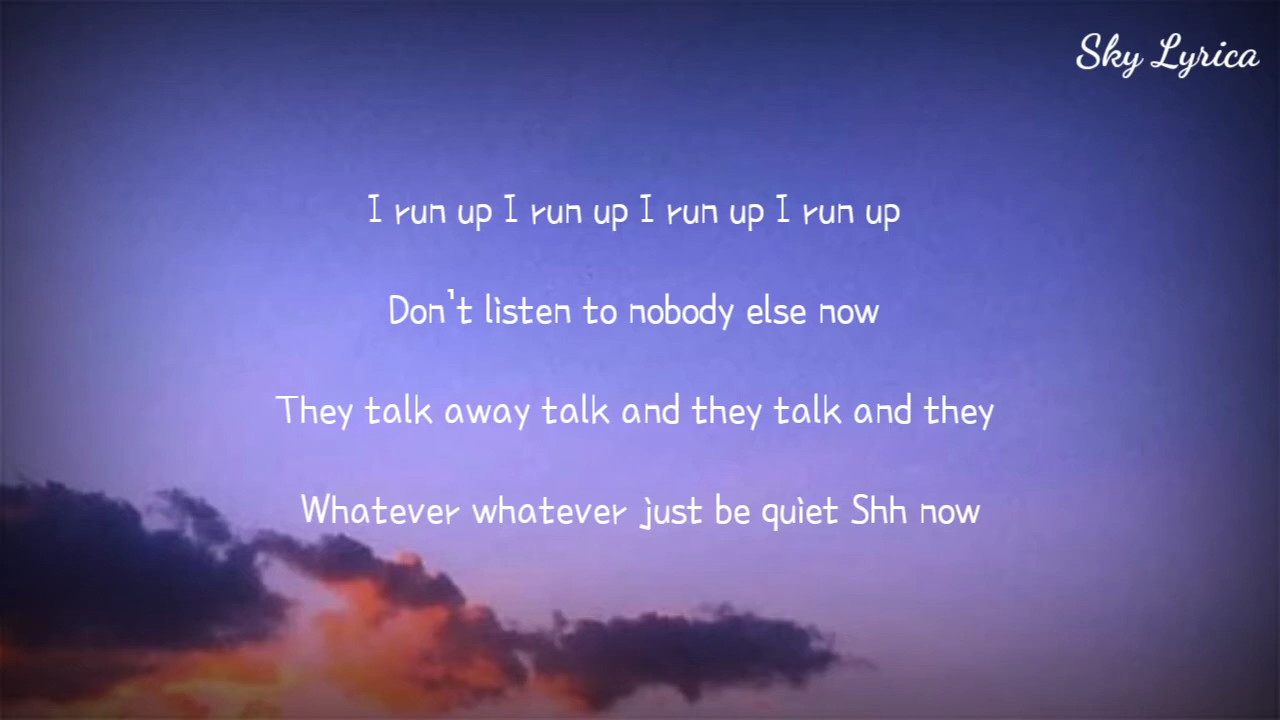 Sky Lyrica
I run up I run up I run up I run up
Don't listen to nobody else now
They talk away talk and they talk and they
Whatever whatever just be quiet Shh now